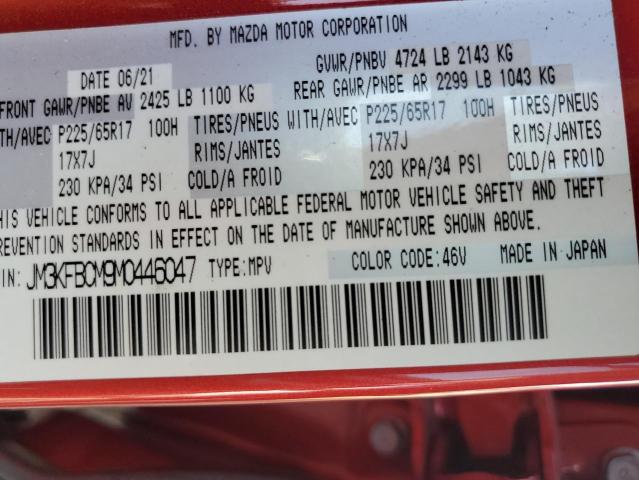 MFD. BY MAZDA MOTOR CORPORATION
DATE 06/21
GVWR/PNBV 4724 LB 2143 KG
FRONT GAWR/PNBE AV 2425 LB 1100 KG
REAR GAWR/PNBE AR 2299 LB 1043 KG
WITH/AVEC P225/65R17 100H TIRES/PNEUS WITH/AVEC P225/65R17 100H TIRES/PNEUS
17X7J RIMS/JANTES 17X7J RIMS/JANTES
230 KPA/34 PSI COLD/A FROID 230 KPA/34 PSI COLD/A FROID
THIS VEHICLE CONFORMS TO ALL APPLICABLE FEDERAL MOTOR VEHICLE SAFETY AND THEFT
PREVENTION STANDARDS IN EFFECT ON THE DATE OF MANUFACTURE SHOWN ABOVE.
IN: JM3KFBCM9M0446047 TYPE:MPV COLOR CODE:46V MADE IN JAPAN